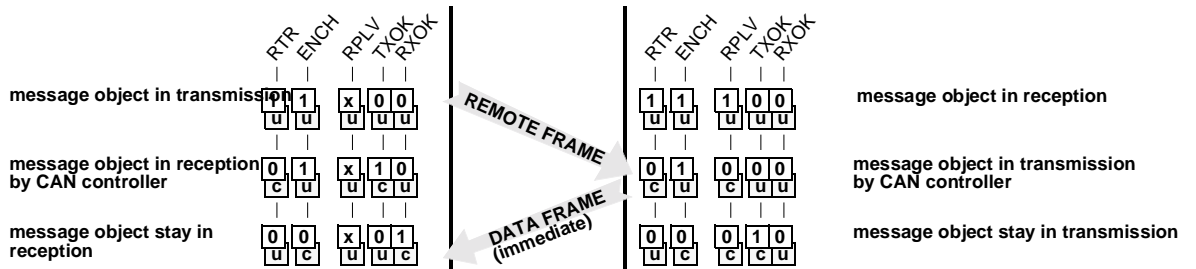 RTR ENCH RPLV TXOK RXOK RTR ENCH RPLV TXOK RXOK
message object in transmission 1 1 x 0 0 REMOTE FRAME 1 1 1 0 0 message object in reception
u u u u u u u u u u
message object in reception 0 1 x 1 0 0 1 0 0 0 message object in transmission
by CAN controller c u u c u c u c u u by CAN controller
message object stay in 0 0 x 0 1 DATA FRAME 0 0 0 1 0 message object stay in transmission
reception u c u u c (immediate) u c c c u